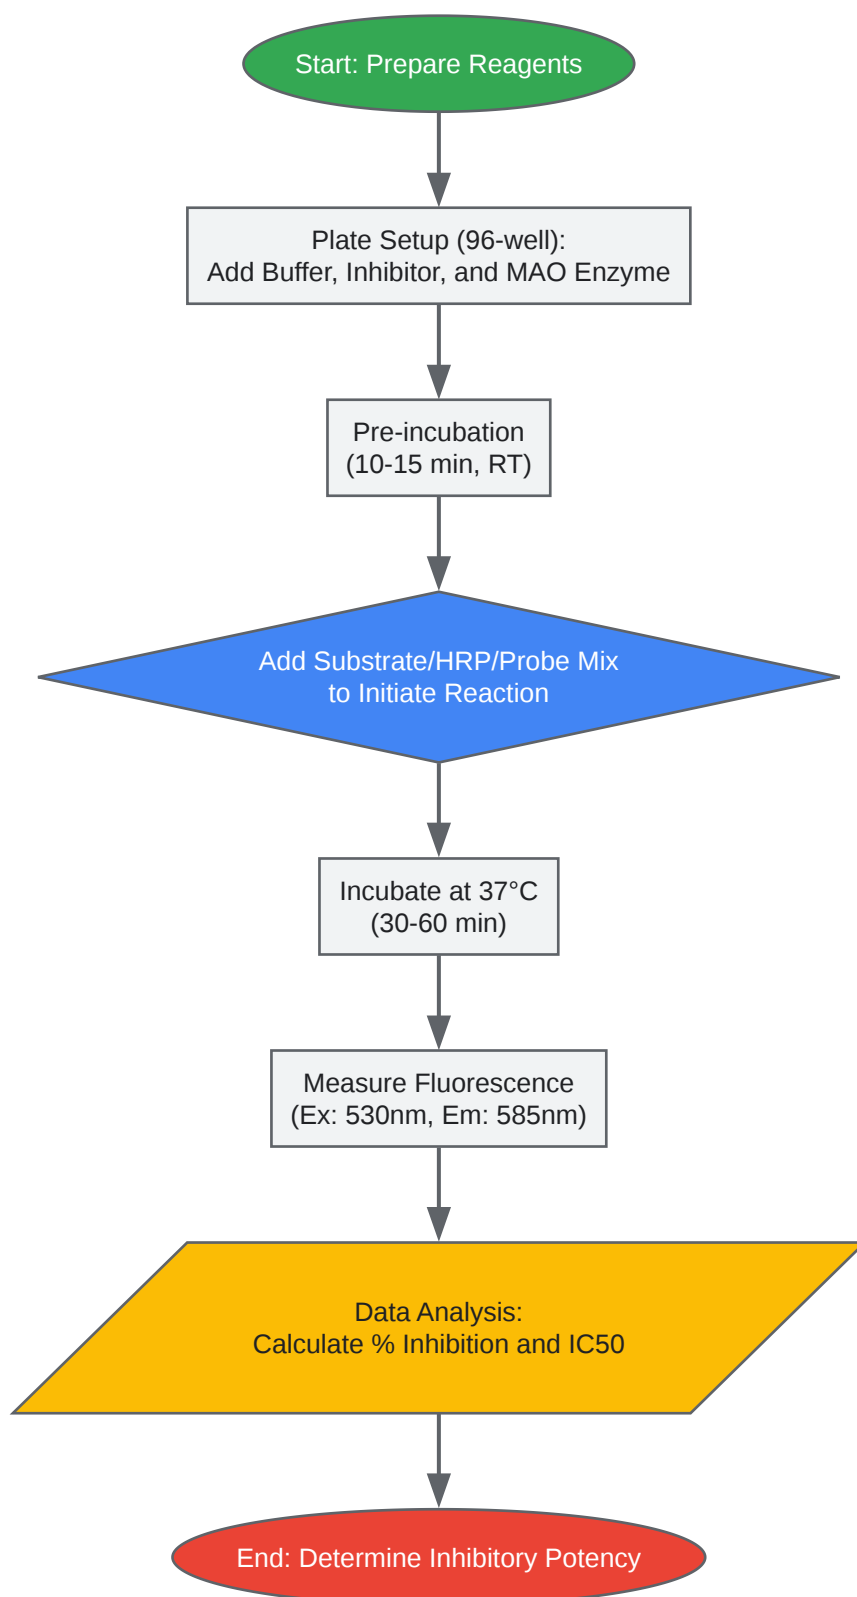 Start: Prepare Reagents
Plate Setup (96-well):
Add Buffer, Inhibitor, and MAO Enzyme
Pre-incubation
(10-15 min, RT)
Add Substrate/HRP/Probe Mix
to Initiate Reaction
Incubate at 37°C
(30-60 min)
Measure Fluorescence
(Ex: 530nm, Em: 585nm)
Data Analysis:
Calculate % Inhibition and IC50
End: Determine Inhibitory Potency